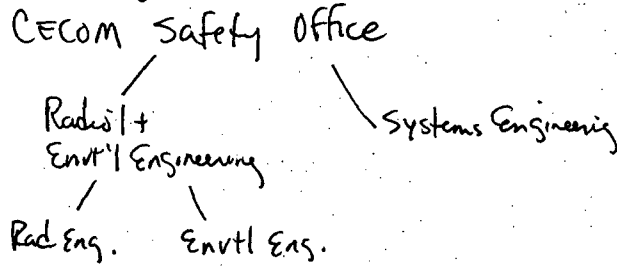 CECOM Safety Office
Radio'l +
Envt'l Engineering
Systems Engineering
Rad Eng.
Envtl Eng.